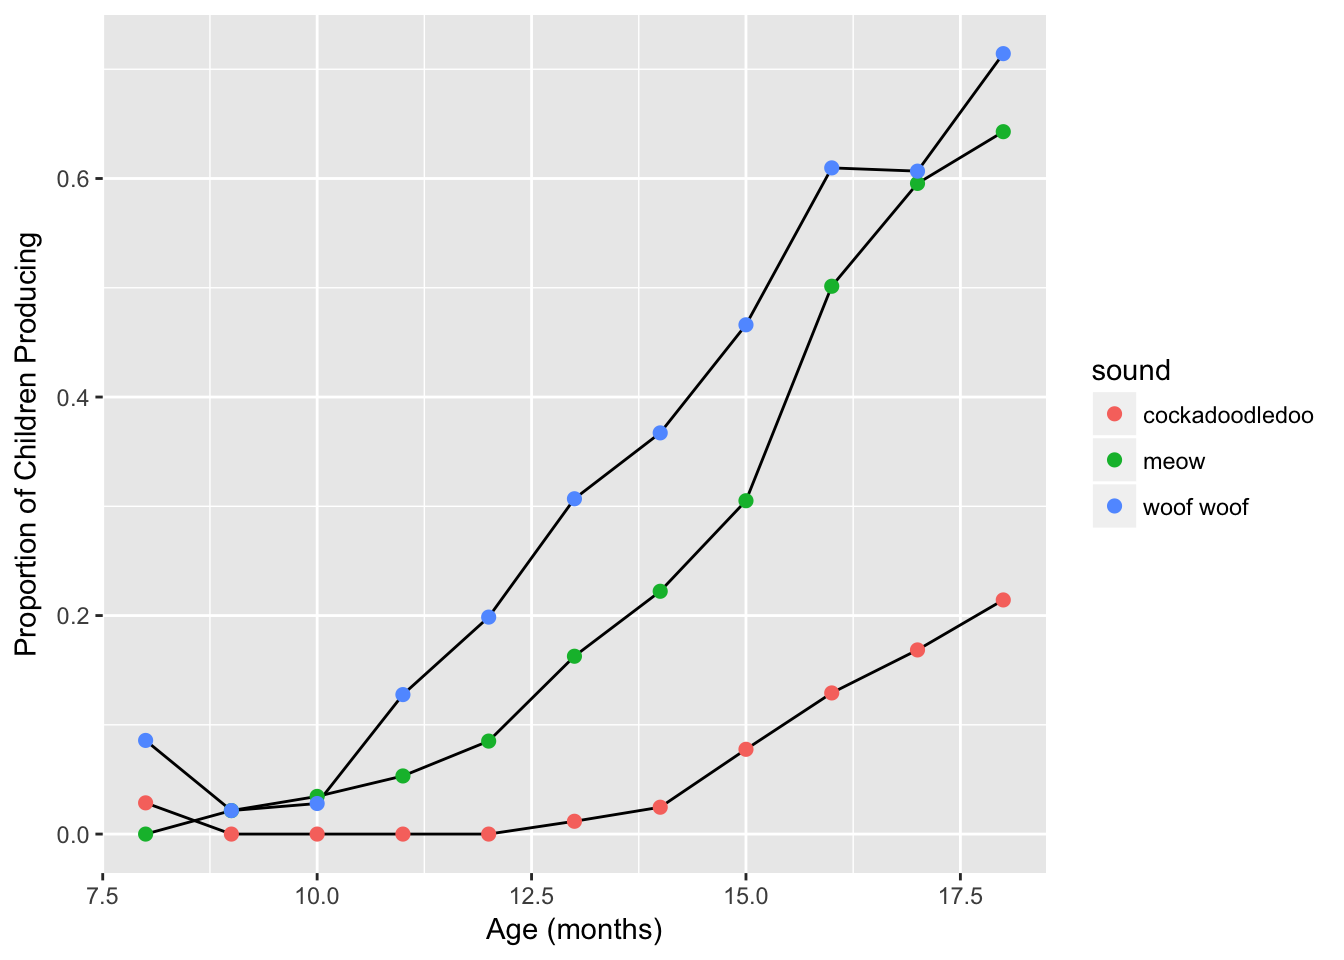 Proportion of Children Producing
0.6
0.4
0.2
0.0
7.5 10.0 12.5 15.0 17.5
Age (months)
sound
cockadoodledoo
meow
woof woof